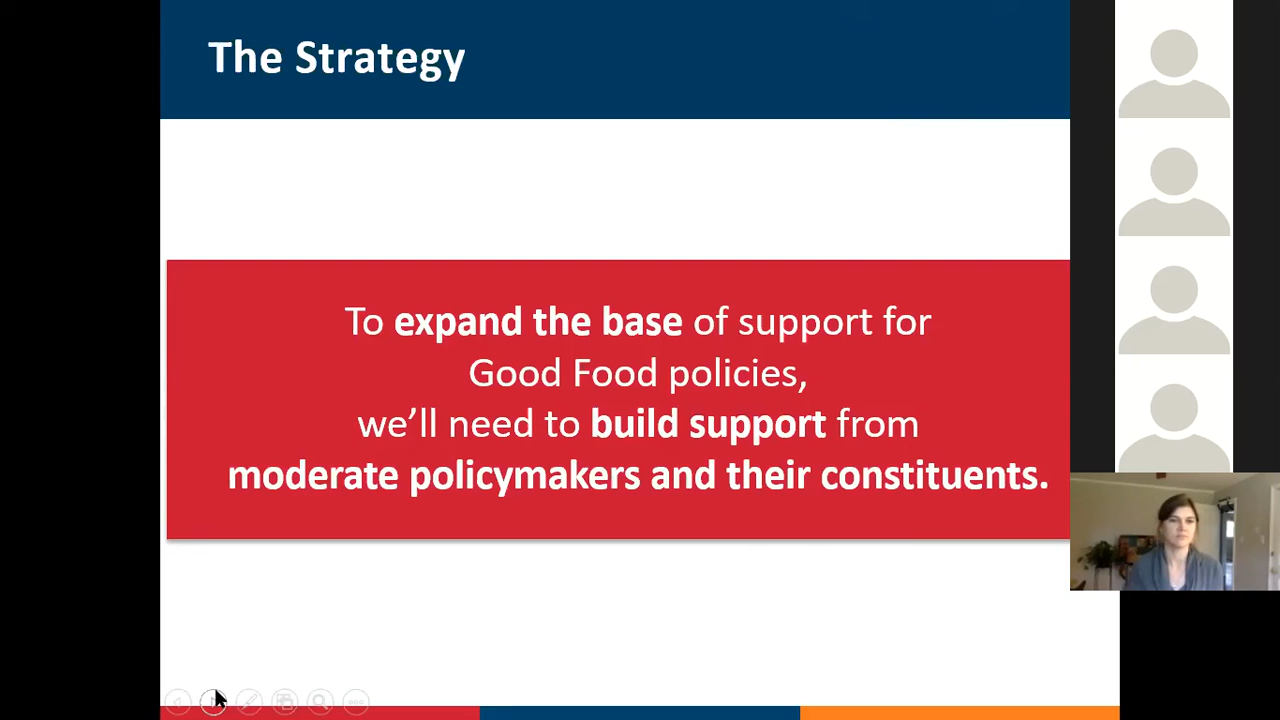 The Strategy
To expand the base of support for
Good Food policies,
we’ll need to build support from
moderate policymakers and their constituents.